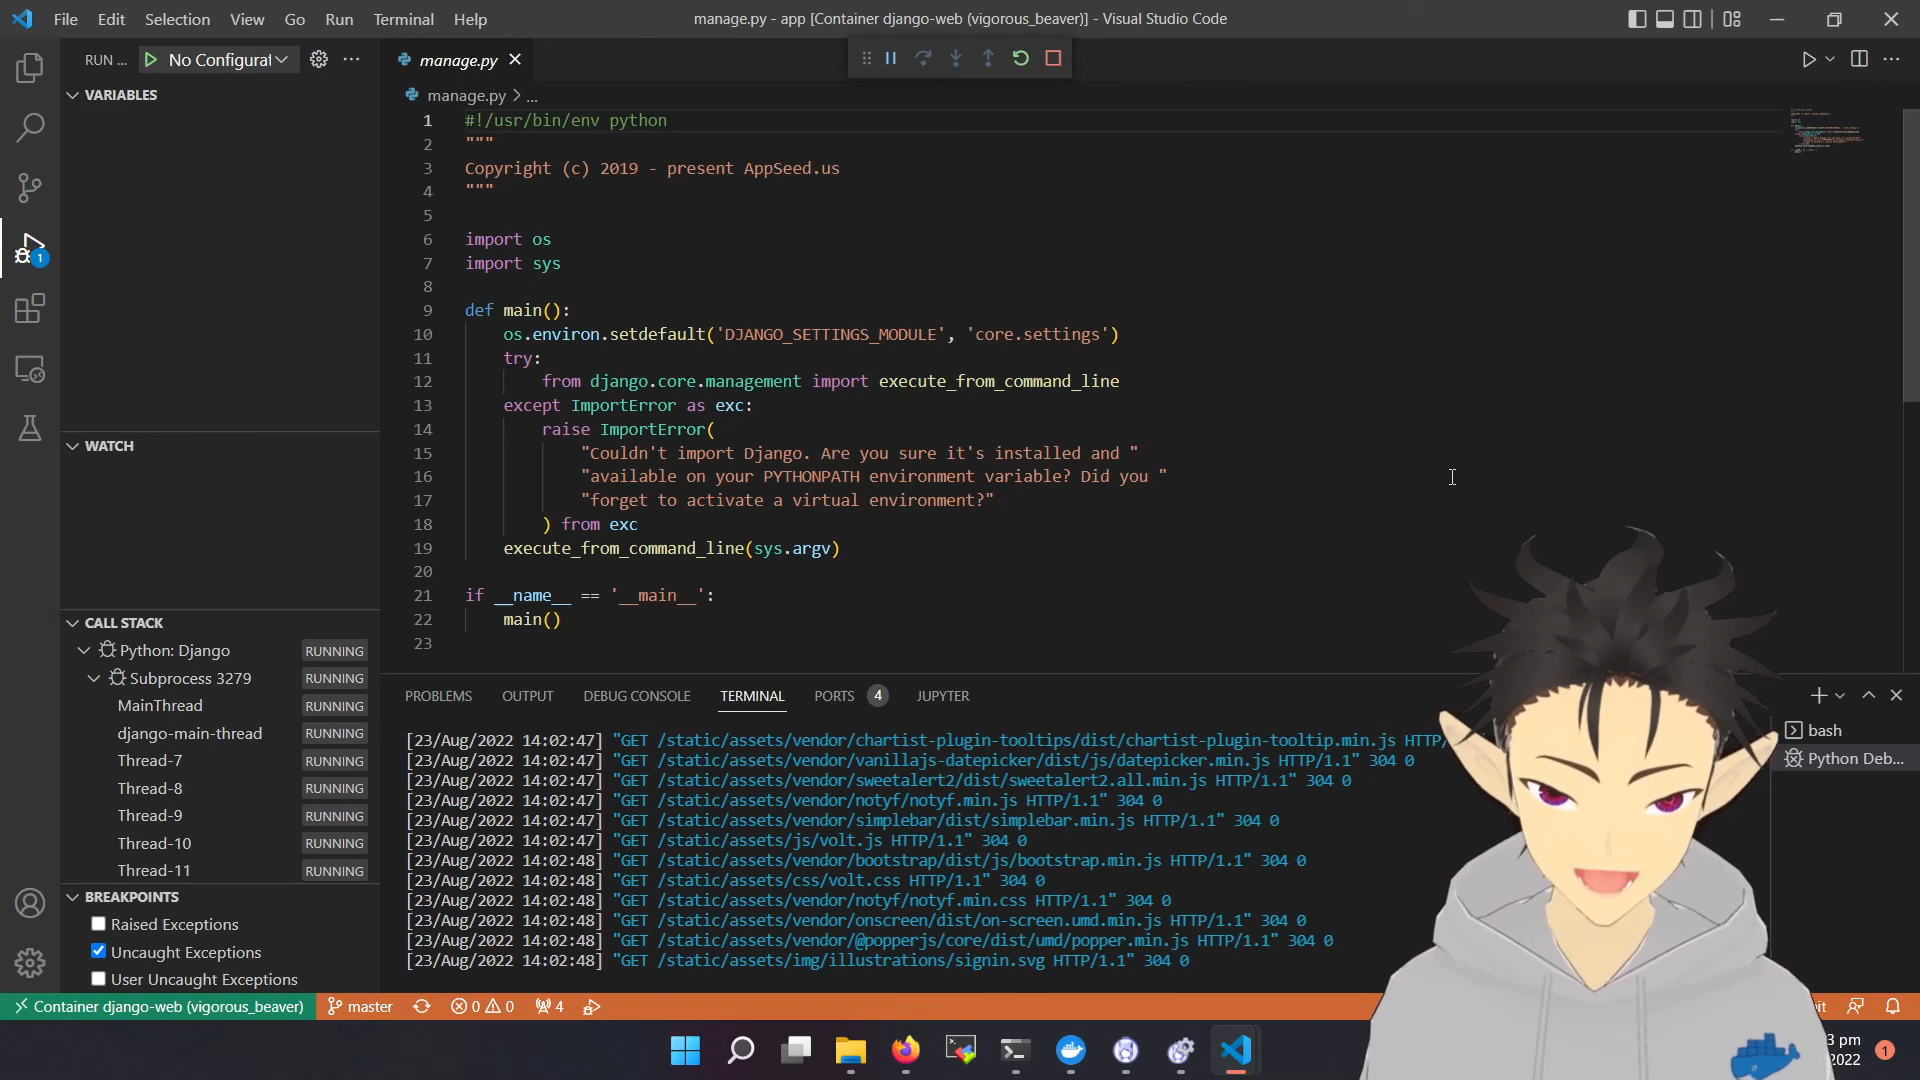 File Edit Selection View Go Run Terminal Help
manage.py - app [Container django-web (vigorous_beaver)] - Visual Studio Code
RUN ... No Configurat
manage.py
manage.py > ...
VARIABLES
WATCH
CALL STACK
Python: Django RUNNING
Subprocess 3279 RUNNING
MainThread RUNNING
django-main-thread RUNNING
Thread-7 RUNNING
Thread-8 RUNNING
Thread-9 RUNNING
Thread-10 RUNNING
Thread-11 RUNNING
BREAKPOINTS
Raised Exceptions
Uncaught Exceptions
User Uncaught Exceptions
1
1 #!/usr/bin/env python
2 """
3 Copyright (c) 2019 - present AppSeed.us
4 """
5
6 import os
7 import sys
8
9 def main():
10 os.environ.setdefault('DJANGO_SETTINGS_MODULE', 'core.settings')
11 try:
12 from django.core.management import execute_from_command_line
13 except ImportError as exc:
14 raise ImportError(
15 "Couldn't import Django. Are you sure it's installed and "
16 "available on your PYTHONPATH environment variable? Did you "
17 "forget to activate a virtual environment?"
18 ) from exc
19 execute_from_command_line(sys.argv)
20
21 if __name__ == '__main__':
22 main()
23
PROBLEMS OUTPUT DEBUG CONSOLE TERMINAL PORTS 4 JUPYTER
[23/Aug/2022 14:02:47] "GET /static/assets/vendor/chartist-plugin-tooltips/dist/chartist-plugin-tooltip.min.js HTTP/
[23/Aug/2022 14:02:47] "GET /static/assets/vendor/vanillajs-datepicker/dist/js/datepicker.min.js HTTP/1.1" 304 0
[23/Aug/2022 14:02:47] "GET /static/assets/vendor/sweetalert2/dist/sweetalert2.all.min.js HTTP/1.1" 304 0
[23/Aug/2022 14:02:47] "GET /static/assets/vendor/notyf/notyf.min.js HTTP/1.1" 304 0
[23/Aug/2022 14:02:47] "GET /static/assets/vendor/simplebar/dist/simplebar.min.js HTTP/1.1" 304 0
[23/Aug/2022 14:02:47] "GET /static/assets/js/volt.js HTTP/1.1" 304 0
[23/Aug/2022 14:02:48] "GET /static/assets/vendor/bootstrap/dist/js/bootstrap.min.js HTTP/1.1" 304 0
[23/Aug/2022 14:02:48] "GET /static/assets/css/volt.css HTTP/1.1" 304 0
[23/Aug/2022 14:02:48] "GET /static/assets/vendor/notyf/notyf.min.css HTTP/1.1" 304 0
[23/Aug/2022 14:02:48] "GET /static/assets/vendor/onscreen/dist/on-screen.umd.min.js HTTP/1.1" 304 0
[23/Aug/2022 14:02:48] "GET /static/assets/vendor/@popperjs/core/dist/umd/popper.min.js HTTP/1.1" 304 0
[23/Aug/2022 14:02:48] "GET /static/assets/img/illustrations/signin.svg HTTP/1.1" 304 0
bash
Python Deb...
Container django-web (vigorous_beaver) master 0 0 4
3 pm
2022
1